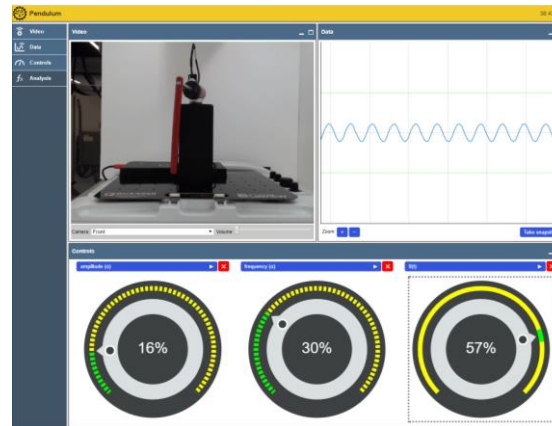 Pendulum
Video
Data
Controls
Analysis
Video
Camera: Front
Volume
Data
Zoom: + -
Take snapshot
Controls
amplitude (s)
frequency (s)
16%
30%
57%